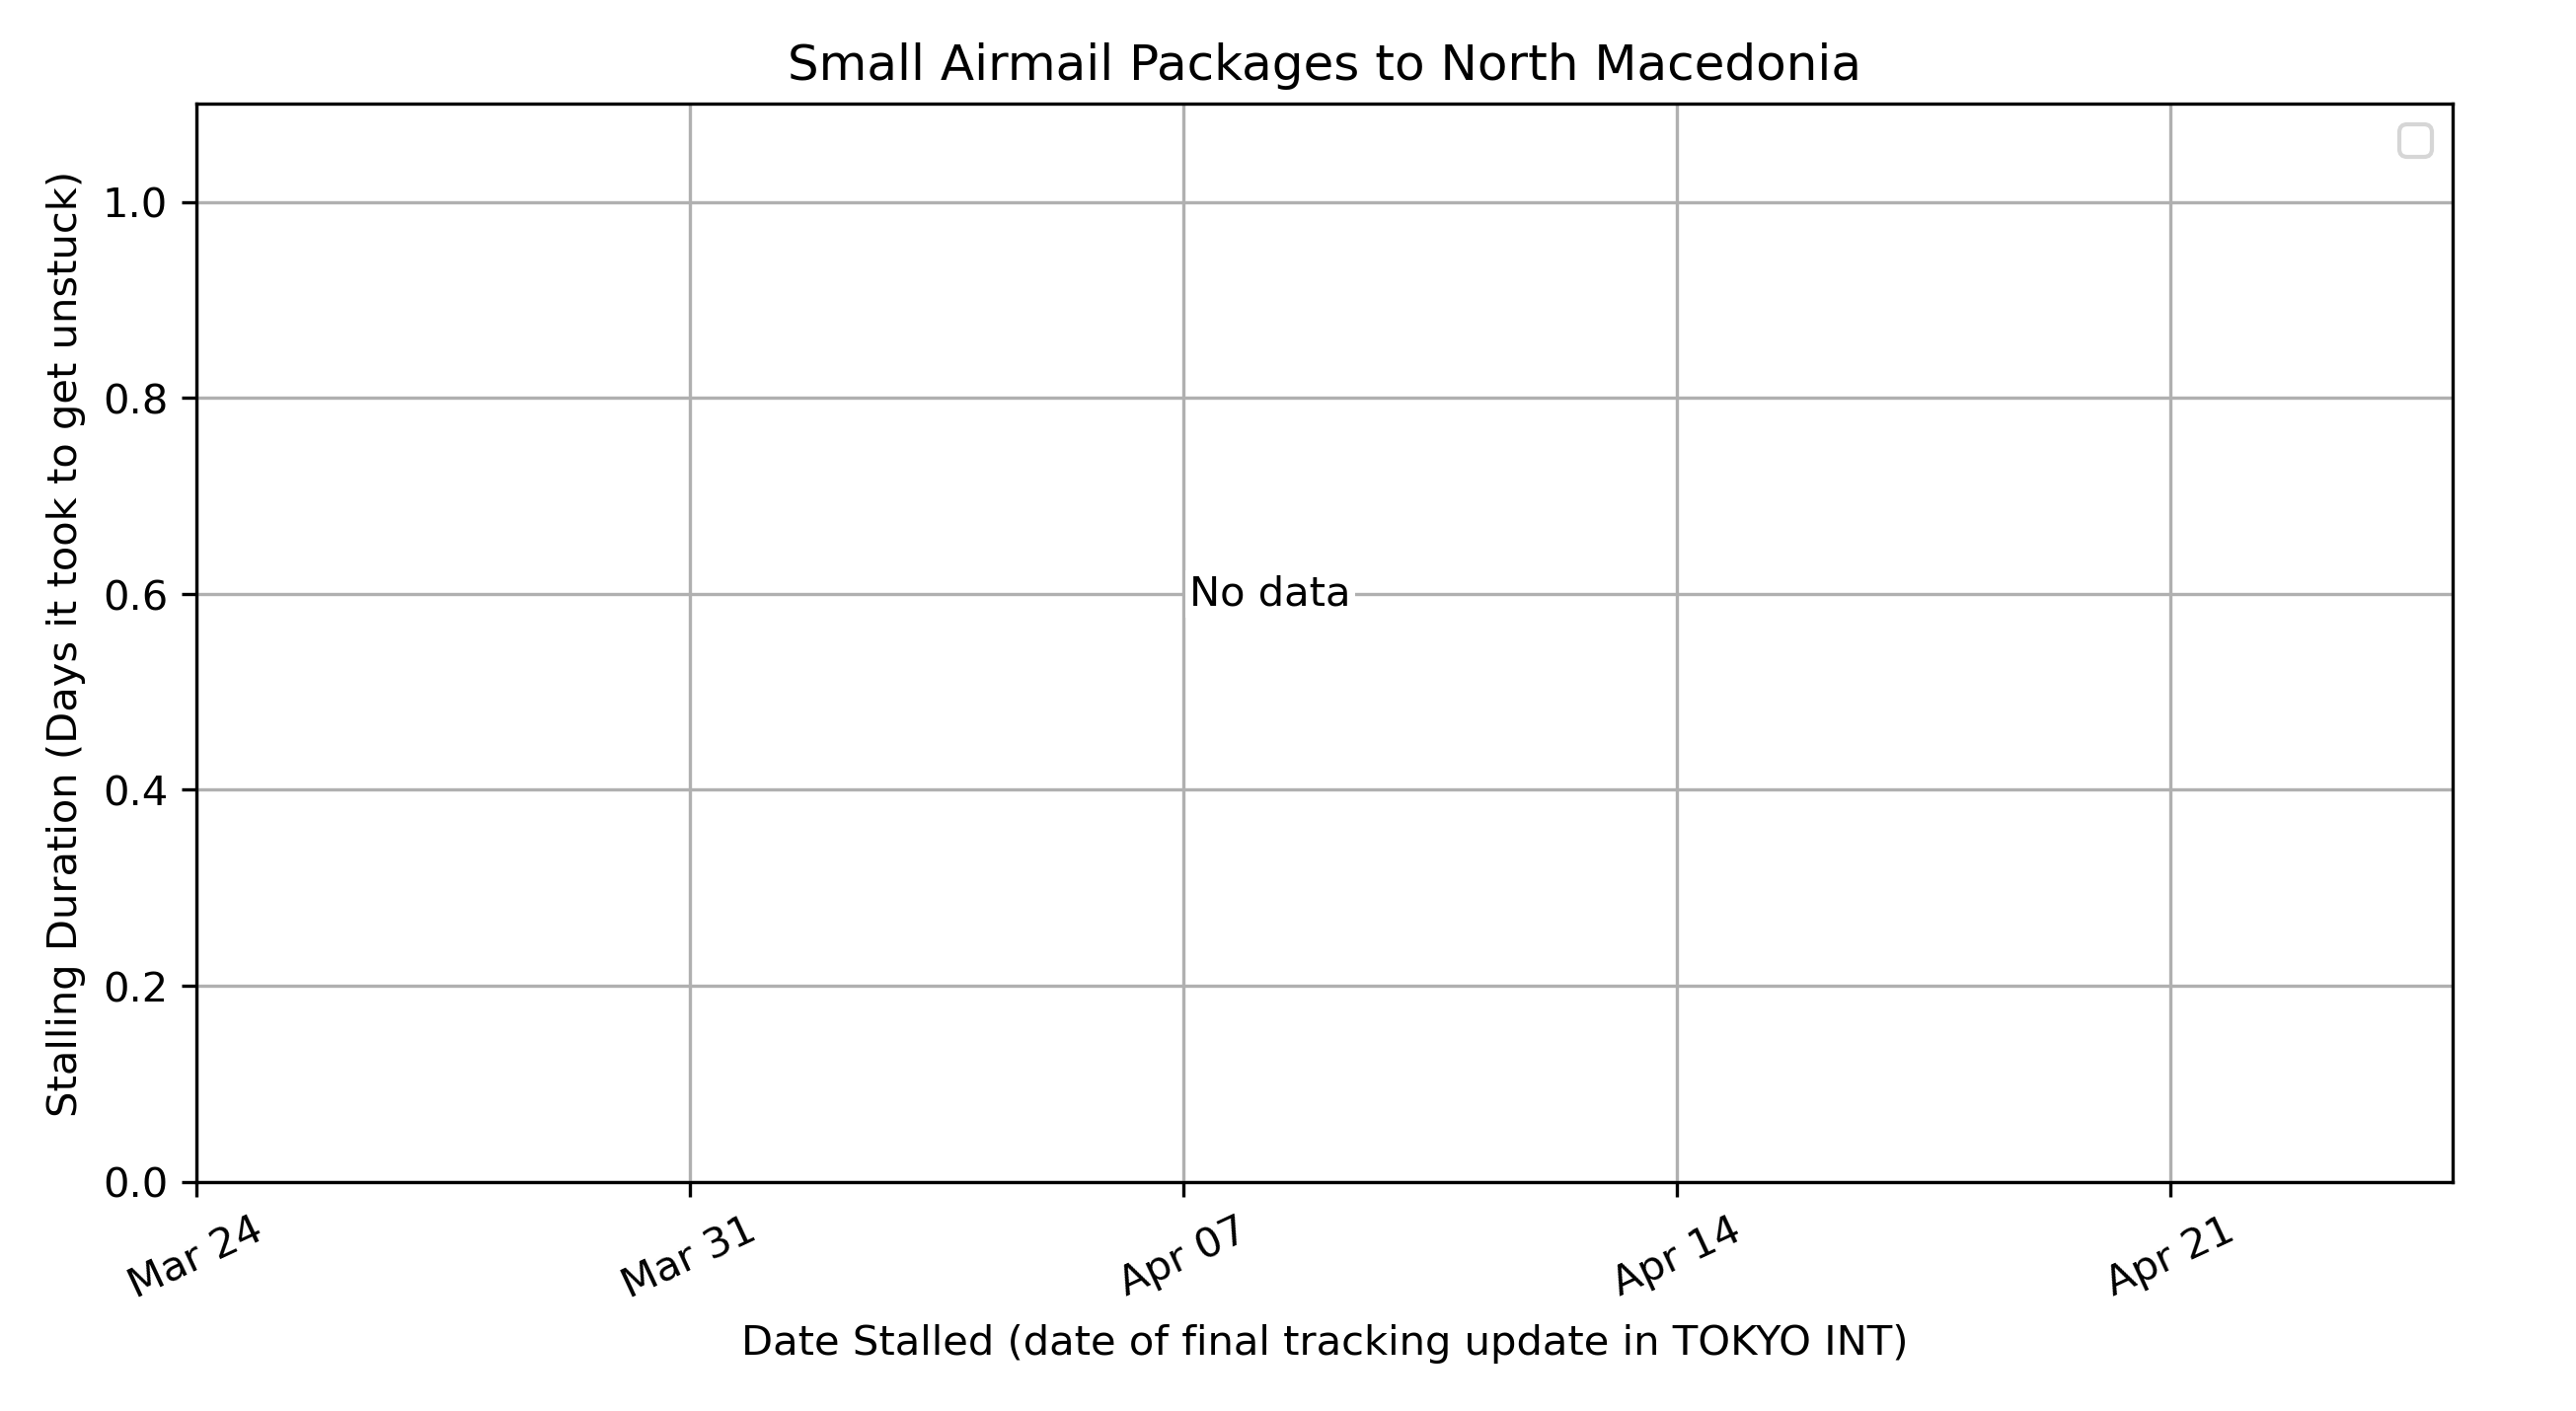 Small Airmail Packages to North Macedonia
Stalling Duration (Days it took to get unstuck)
1.0
0.8
0.6
0.4
0.2
0.0
No data
Mar 24
Mar 31
Apr 07
Apr 14
Apr 21
Date Stalled (date of final tracking update in TOKYO INT)